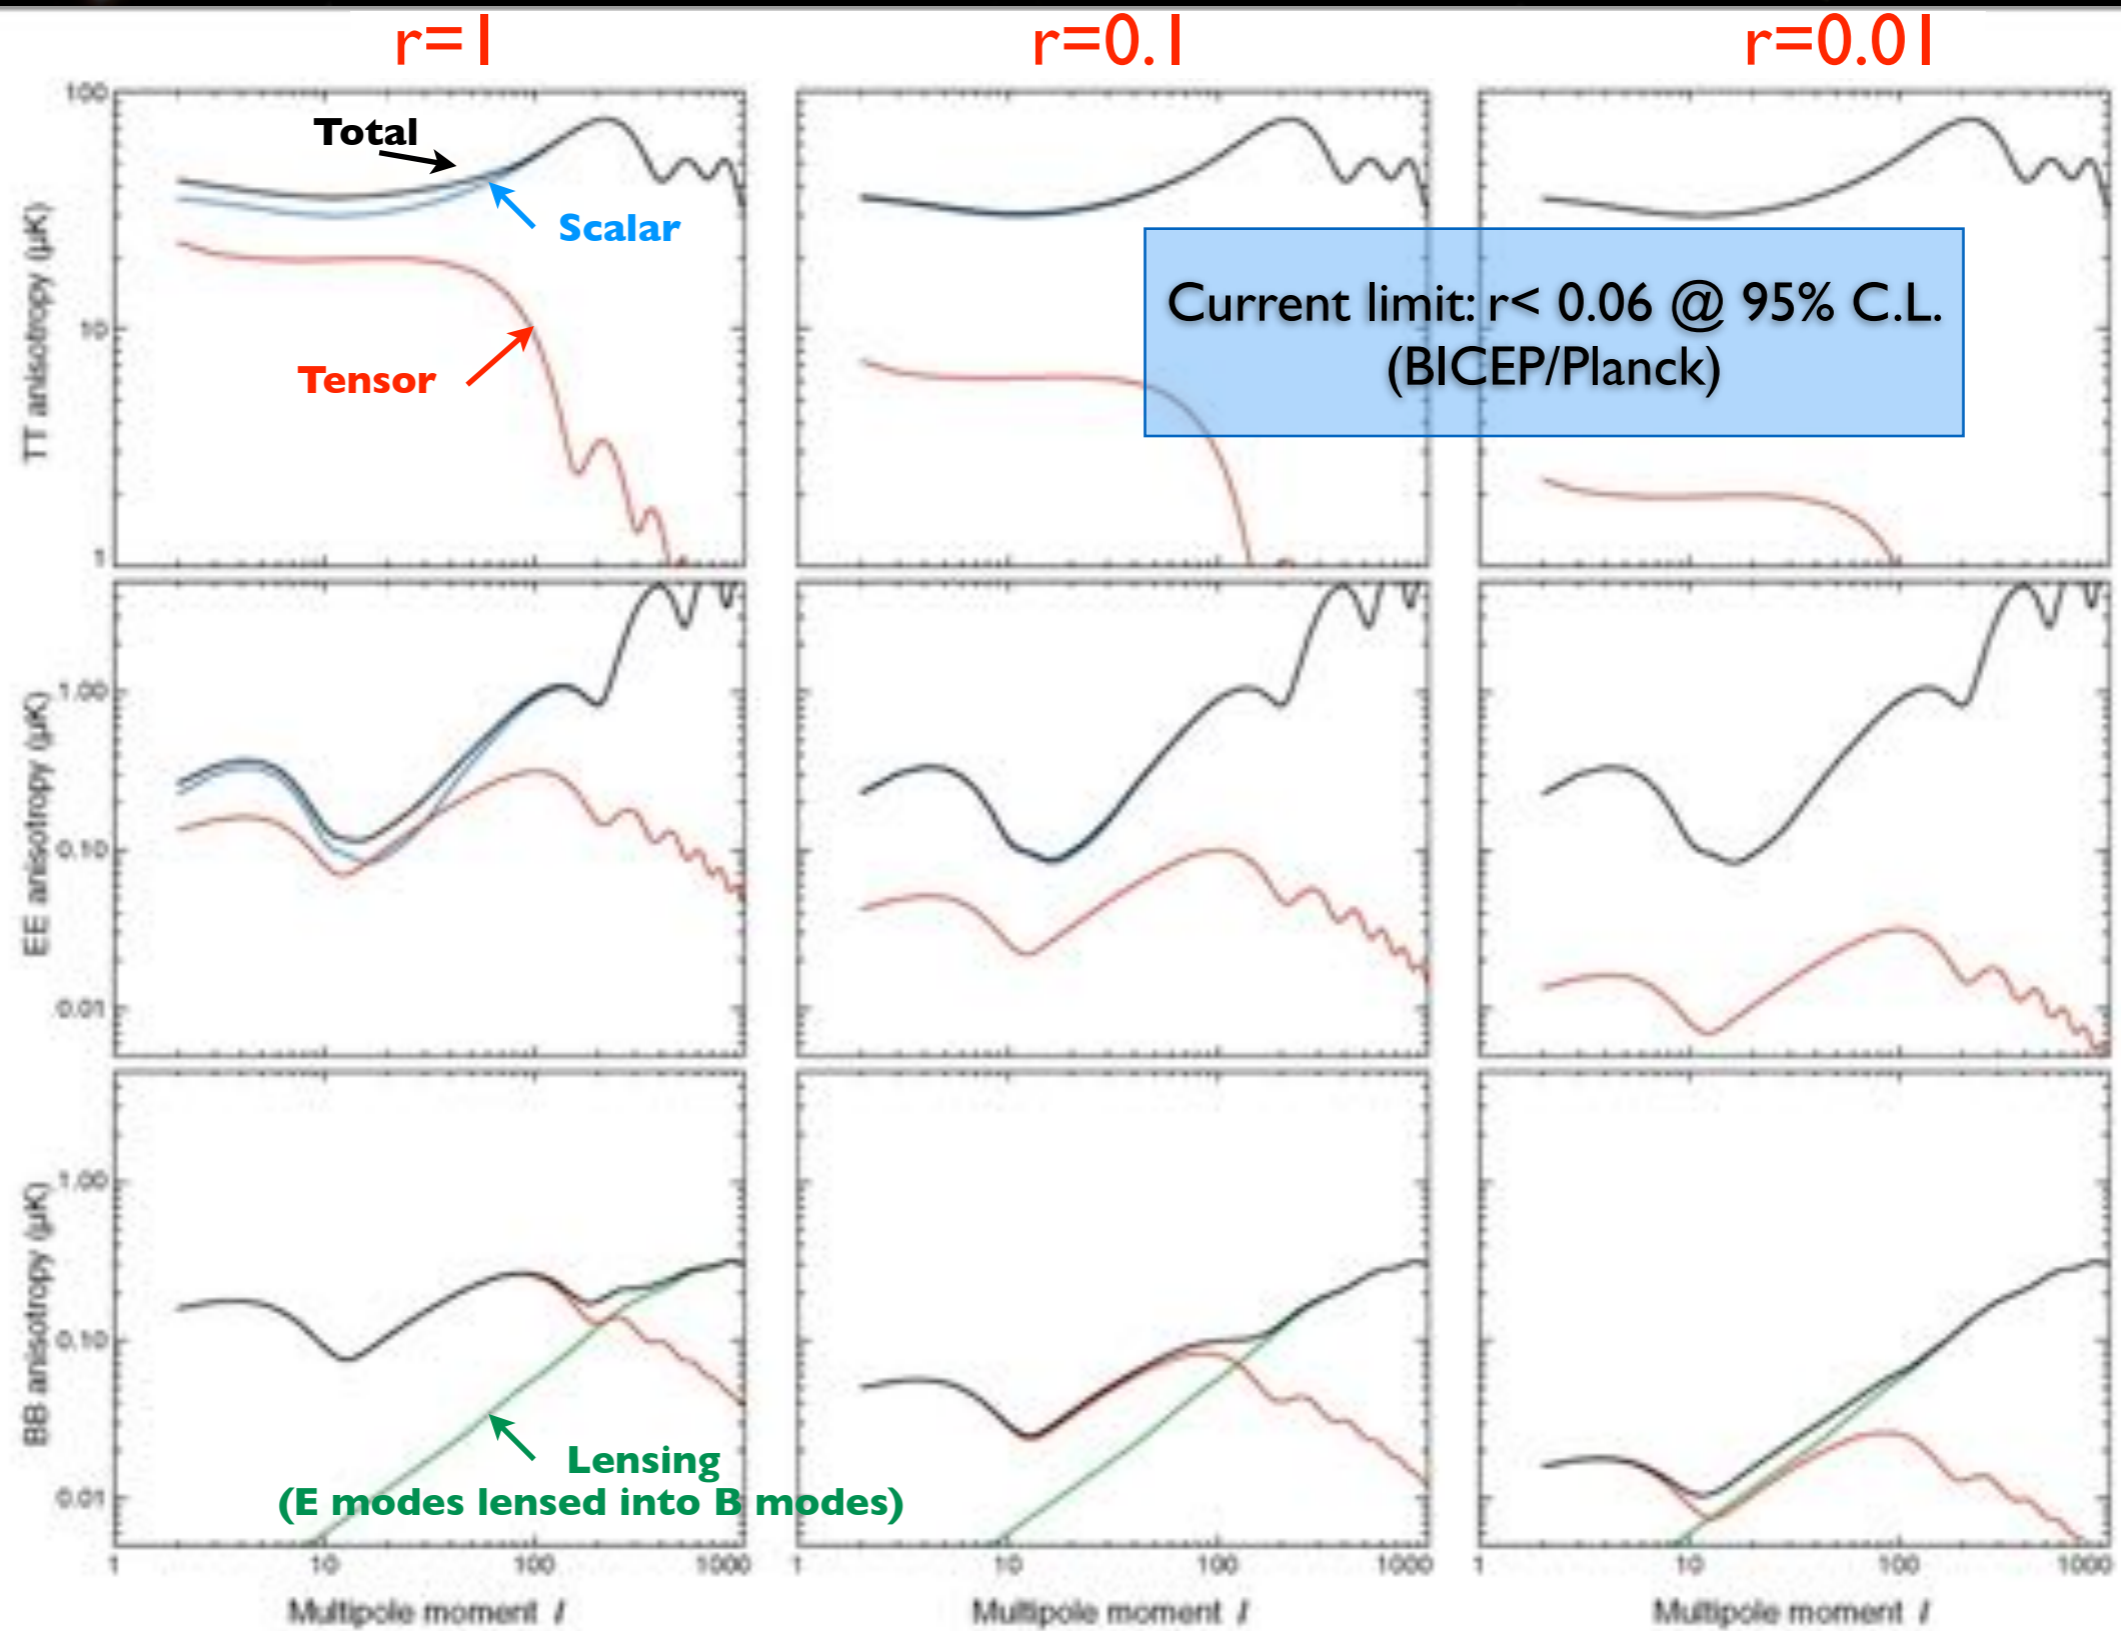 r=1
r=0.1
r=0.01
TT anisotropy (μK)
100
10
1
Total
Scalar
Tensor
Current limit: r< 0.06 @ 95% C.L.
(BICEP/Planck)
EE anisotropy (μK)
1.00
0.10
0.01
BB anisotropy (μK)
1.00
0.10
0.01
Lensing
(E modes lensed into B modes)
1 10 100 1000
1 10 100 1000
1 10 100 1000
Multipole moment l
Multipole moment l
Multipole moment l